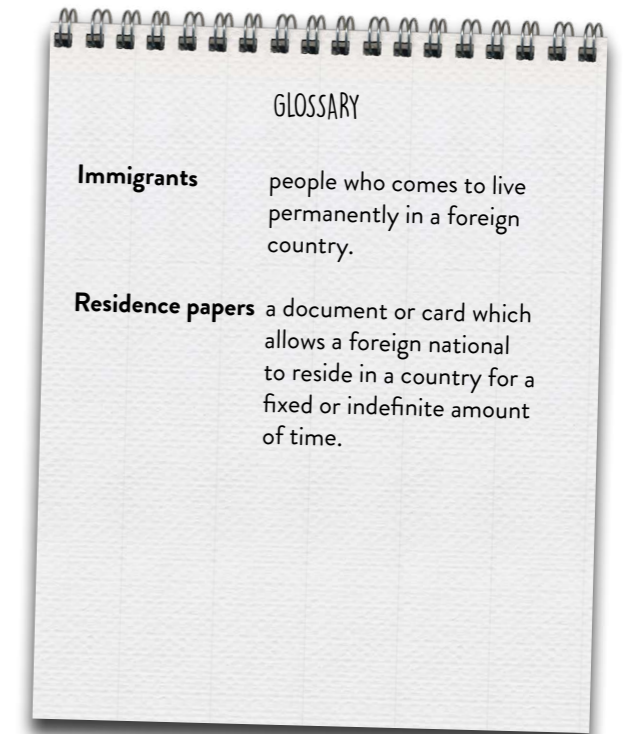 GLOSSARY
Immigrants people who comes to live
permanently in a foreign
country.
Residence papers a document or card which
allows a foreign national
to reside in a country for a
fixed or indefinite amount
of time.